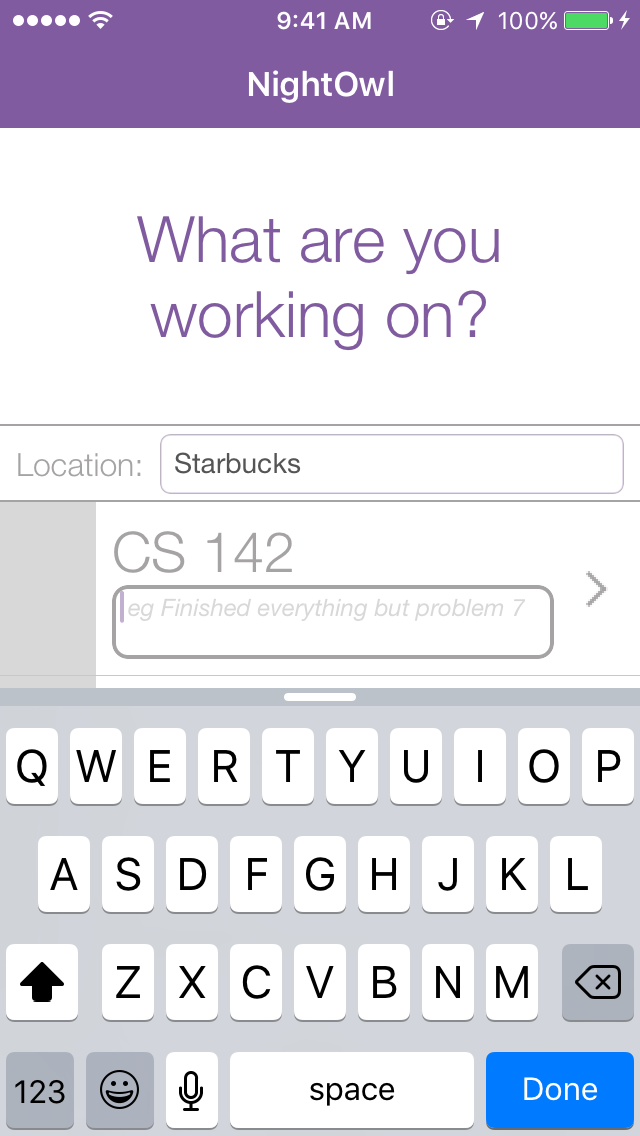 9:41 AM 100%
NightOwl
What are you
working on?
Location: Starbucks
CS 142
eg Finished everything but problem 7
Q W E R T Y U I O P
A S D F G H J K L
Z X C V B N M
123 space Done